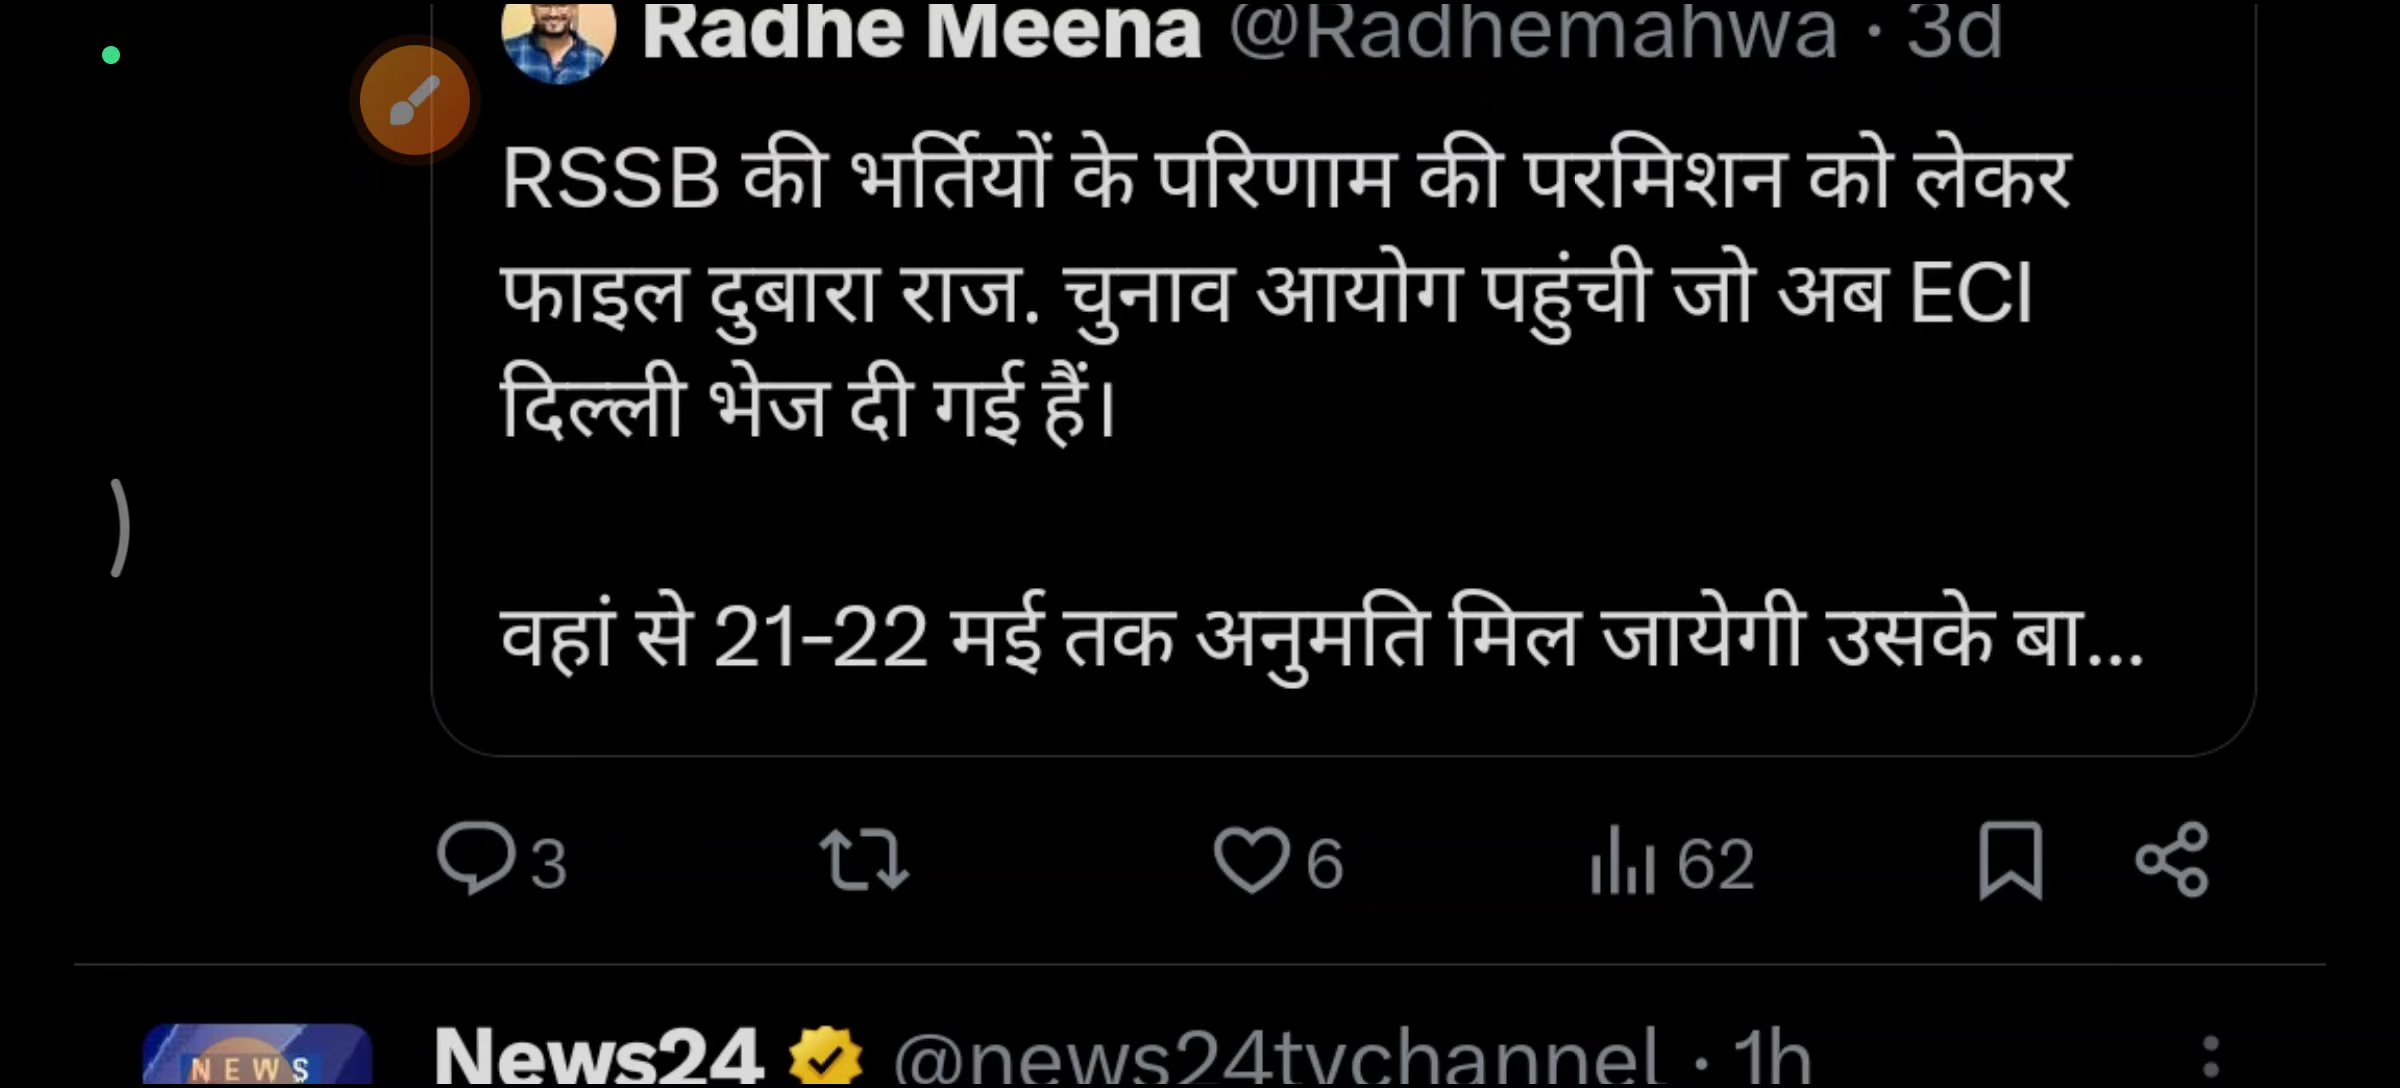 Radhe Meena @Radhemahwa · 3d
RSSB की भर्तियों के परिणाम की परमिशन को लेकर
फाइल दुबारा राज. चुनाव आयोग पहुंची जो अब ECI
दिल्ली भेज दी गई हैं।
वहां से 21-22 मई तक अनुमति मिल जायेगी उसके बा...
3 6 62
NEWS
News24 @news24tvchannel · 1h